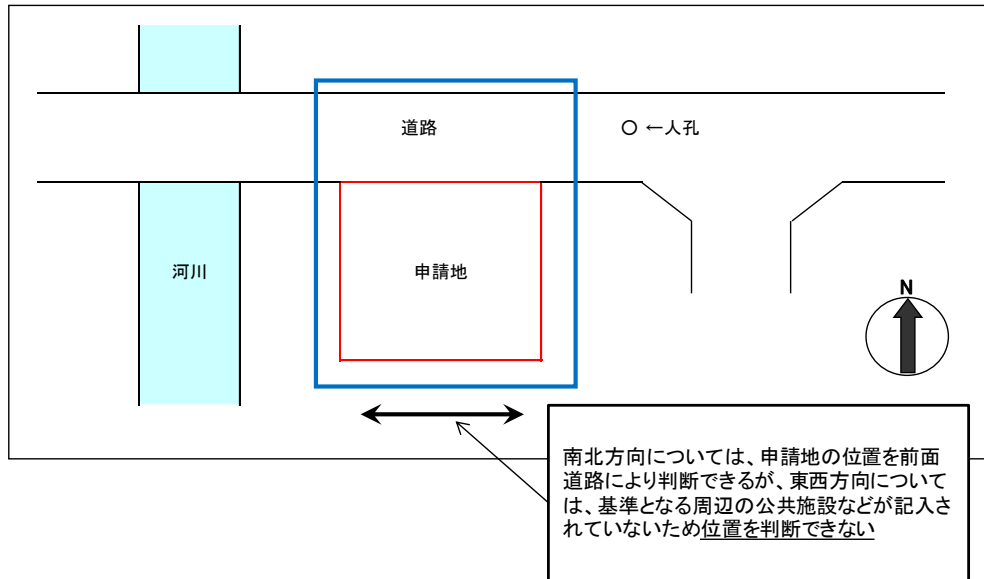 道路
○ ←人孔
河川
申請地
N
南北方向については、申請地の位置を前面
道路により判断できるが、東西方向について
は、基準となる周辺の公共施設などが記入さ
れていないため位置を判断できない